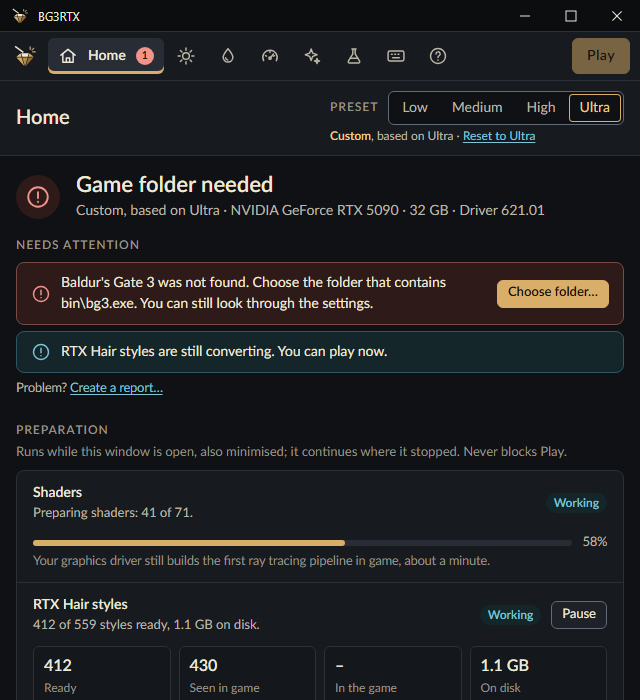 BG3RTX
Home 1
Play
Home
PRESET Low Medium High Ultra
Custom, based on Ultra · Reset to Ultra
Game folder needed
Custom, based on Ultra · NVIDIA GeForce RTX 5090 · 32 GB · Driver 621.01
NEEDS ATTENTION
Baldur's Gate 3 was not found. Choose the folder that contains
bin\bg3.exe. You can still look through the settings.
Choose folder...
RTX Hair styles are still converting. You can play now.
Problem? Create a report...
PREPARATION
Runs while this window is open, also minimised; it continues where it stopped. Never blocks Play.
Shaders
Preparing shaders: 41 of 71.
Working
58%
Your graphics driver still builds the first ray tracing pipeline in game, about a minute.
RTX Hair styles
412 of 559 styles ready, 1.1 GB on disk.
Working
Pause
412
Ready
430
Seen in game
–
In the game
1.1 GB
On disk